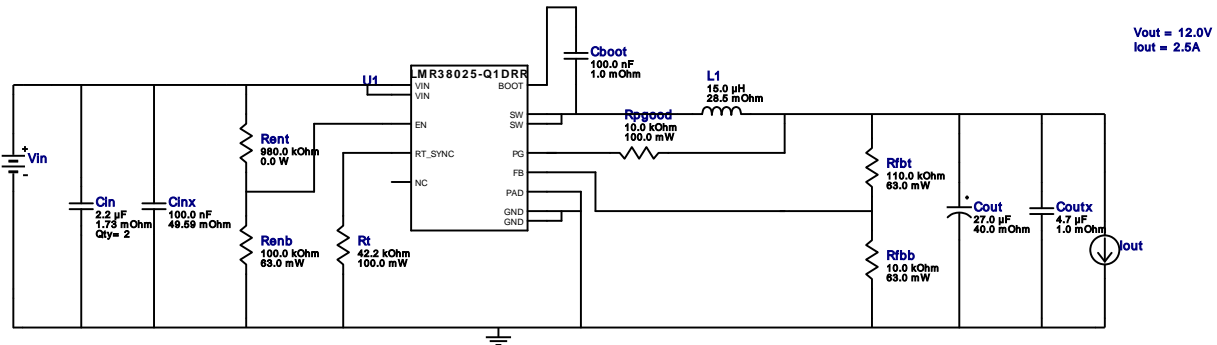 Vout = 12.0V
Iout = 2.5A
Cboot
100.0 nF
1.0 mOhm
U1
LMR38025-Q1DRR
VIN
VIN
EN
RT_SYNC
NC
BOOT
SW
SW
PG
FB
PAD
GND
GND
L1
15.0 µH
28.5 mOhm
Rpgood
10.0 kOhm
100.0 mW
+
Vin
-
Cin
2.2 µF
1.73 mOhm
Qty= 2
Cinx
100.0 nF
49.59 mOhm
Rent
980.0 kOhm
0.0 W
Renb
100.0 kOhm
63.0 mW
Rt
42.2 kOhm
100.0 mW
Rfbt
110.0 kOhm
63.0 mW
Rfbb
10.0 kOhm
63.0 mW
+
Cout
27.0 µF
40.0 mOhm
Coutx
4.7 µF
1.0 mOhm
Iout